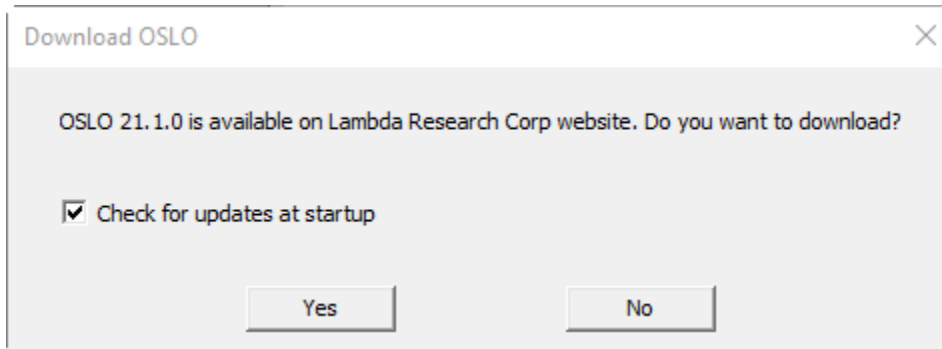 Download OSLO
OSLO 21.1.0 is available on Lambda Research Corp website. Do you want to download?
Check for updates at startup
Yes No